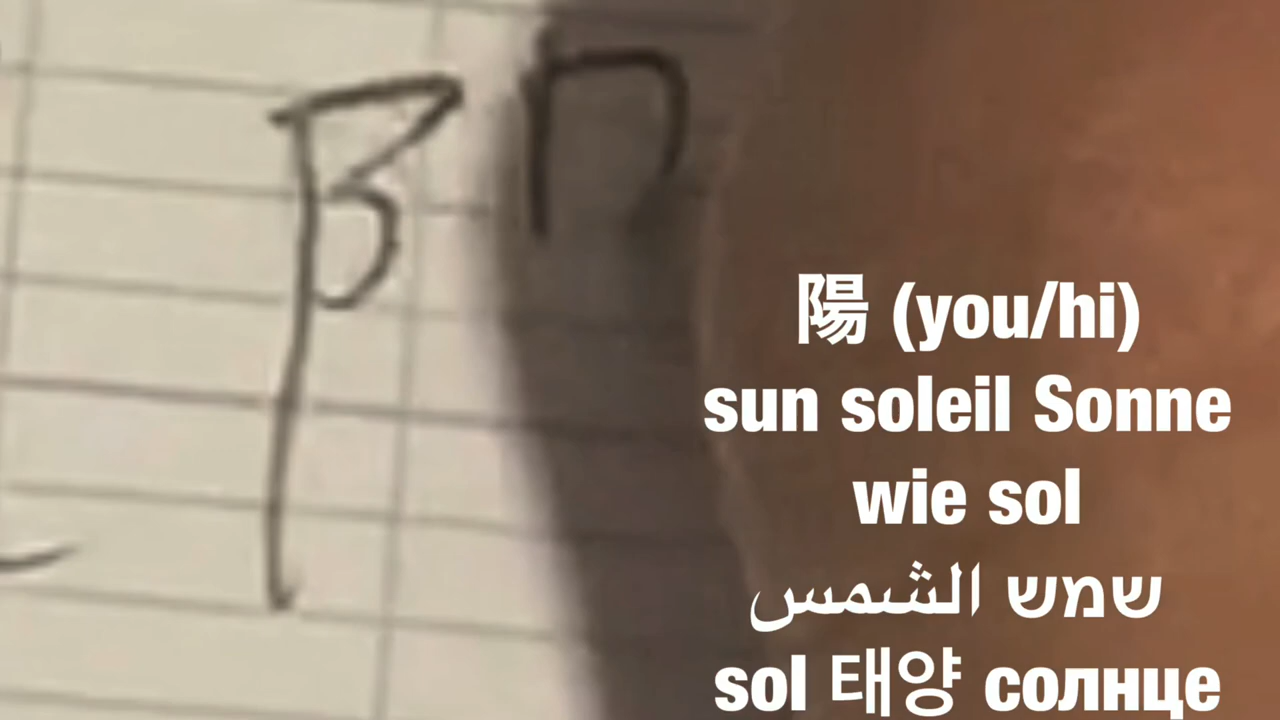 陽 (you/hi)
sun soleil Sonne
wie sol
שמש الشمس
sol 태양 солнце